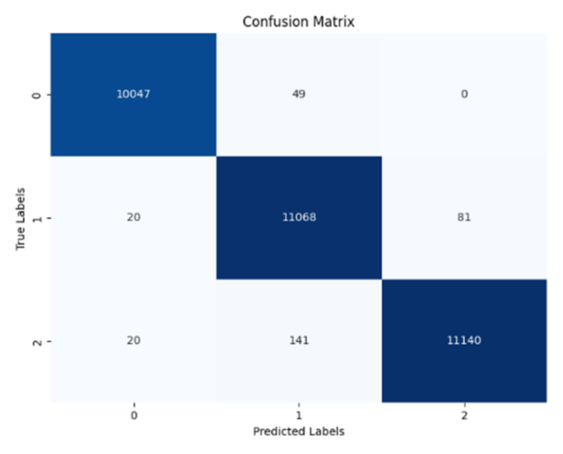 Confusion Matrix
0 10047 49 0
True Labels
1 20 11068 81
2 20 141 11140
0 1 2
Predicted Labels